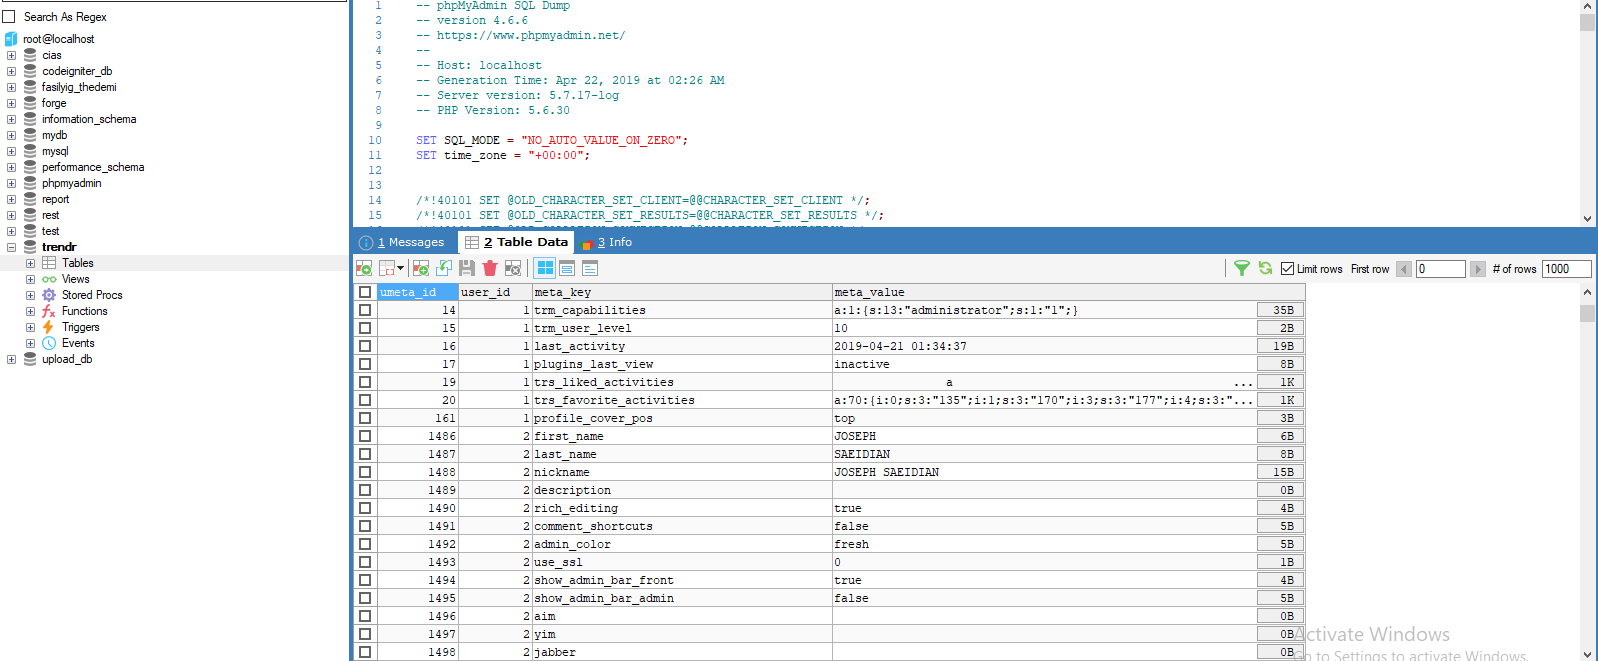 Search As Regex
root@localhost
cias
codeigniter_db
fasilyig_thedemi
forge
information_schema
mydb
mysql
performance_schema
phpmyadmin
report
rest
test
trendr
Tables
Views
Stored Procs
Functions
Triggers
Events
upload_db
1 -- phpMyAdmin SQL Dump
2 -- version 4.6.6
3 -- https://www.phpmyadmin.net/
4 --
5 -- Host: localhost
6 -- Generation Time: Apr 22, 2019 at 02:26 AM
7 -- Server version: 5.7.17-log
8 -- PHP Version: 5.6.30
9
10 SET SQL_MODE = "NO_AUTO_VALUE_ON_ZERO";
11 SET time_zone = "+00:00";
12
13
14 /*!40101 SET @OLD_CHARACTER_SET_CLIENT=@@CHARACTER_SET_CLIENT */;
15 /*!40101 SET @OLD_CHARACTER_SET_RESULTS=@@CHARACTER_SET_RESULTS */;
1 Messages 2 Table Data 3 Info
Limit rows First row 0 # of rows 1000
umeta_id user_id meta_key meta_value
14 1 trm_capabilities a:1:{s:13:"administrator";s:1:"1";} 35B
15 1 trm_user_level 10 2B
16 1 last_activity 2019-04-21 01:34:37 19B
17 1 plugins_last_view inactive 8B
19 1 trs_liked_activities a ... 1K
20 1 trs_favorite_activities a:70:{i:0;s:3:"135";i:1;s:3:"170";i:3;s:3:"177";i:4;s:3:"... 1K
161 1 profile_cover_pos top 3B
1486 2 first_name JOSEPH 6B
1487 2 last_name SAEIDIAN 8B
1488 2 nickname JOSEPH SAEIDIAN 15B
1489 2 description 0B
1490 2 rich_editing true 4B
1491 2 comment_shortcuts false 5B
1492 2 admin_color fresh 5B
1493 2 use_ssl 0 1B
1494 2 show_admin_bar_front true 4B
1495 2 show_admin_bar_admin false 5B
1496 2 aim 0B
1497 2 yim 0B
1498 2 jabber 0B
Activate Windows
Go to Settings to activate Windows.